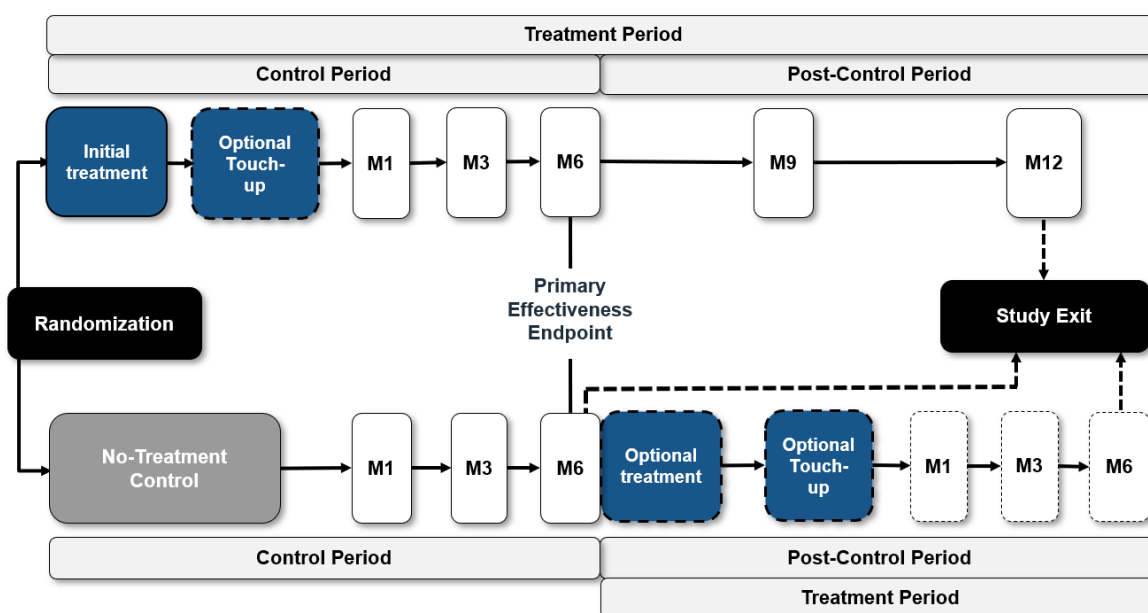 Treatment Period
Control Period
Post-Control Period
Initial
treatment
Optional
Touch-
up
M1
M3
M6
M9
M12
Primary
Effectiveness
Endpoint
Randomization
Study Exit
No-Treatment
Control
M1
M3
M6
Optional
treatment
Optional
Touch-
up
M1
M3
M6
Control Period
Post-Control Period
Treatment Period